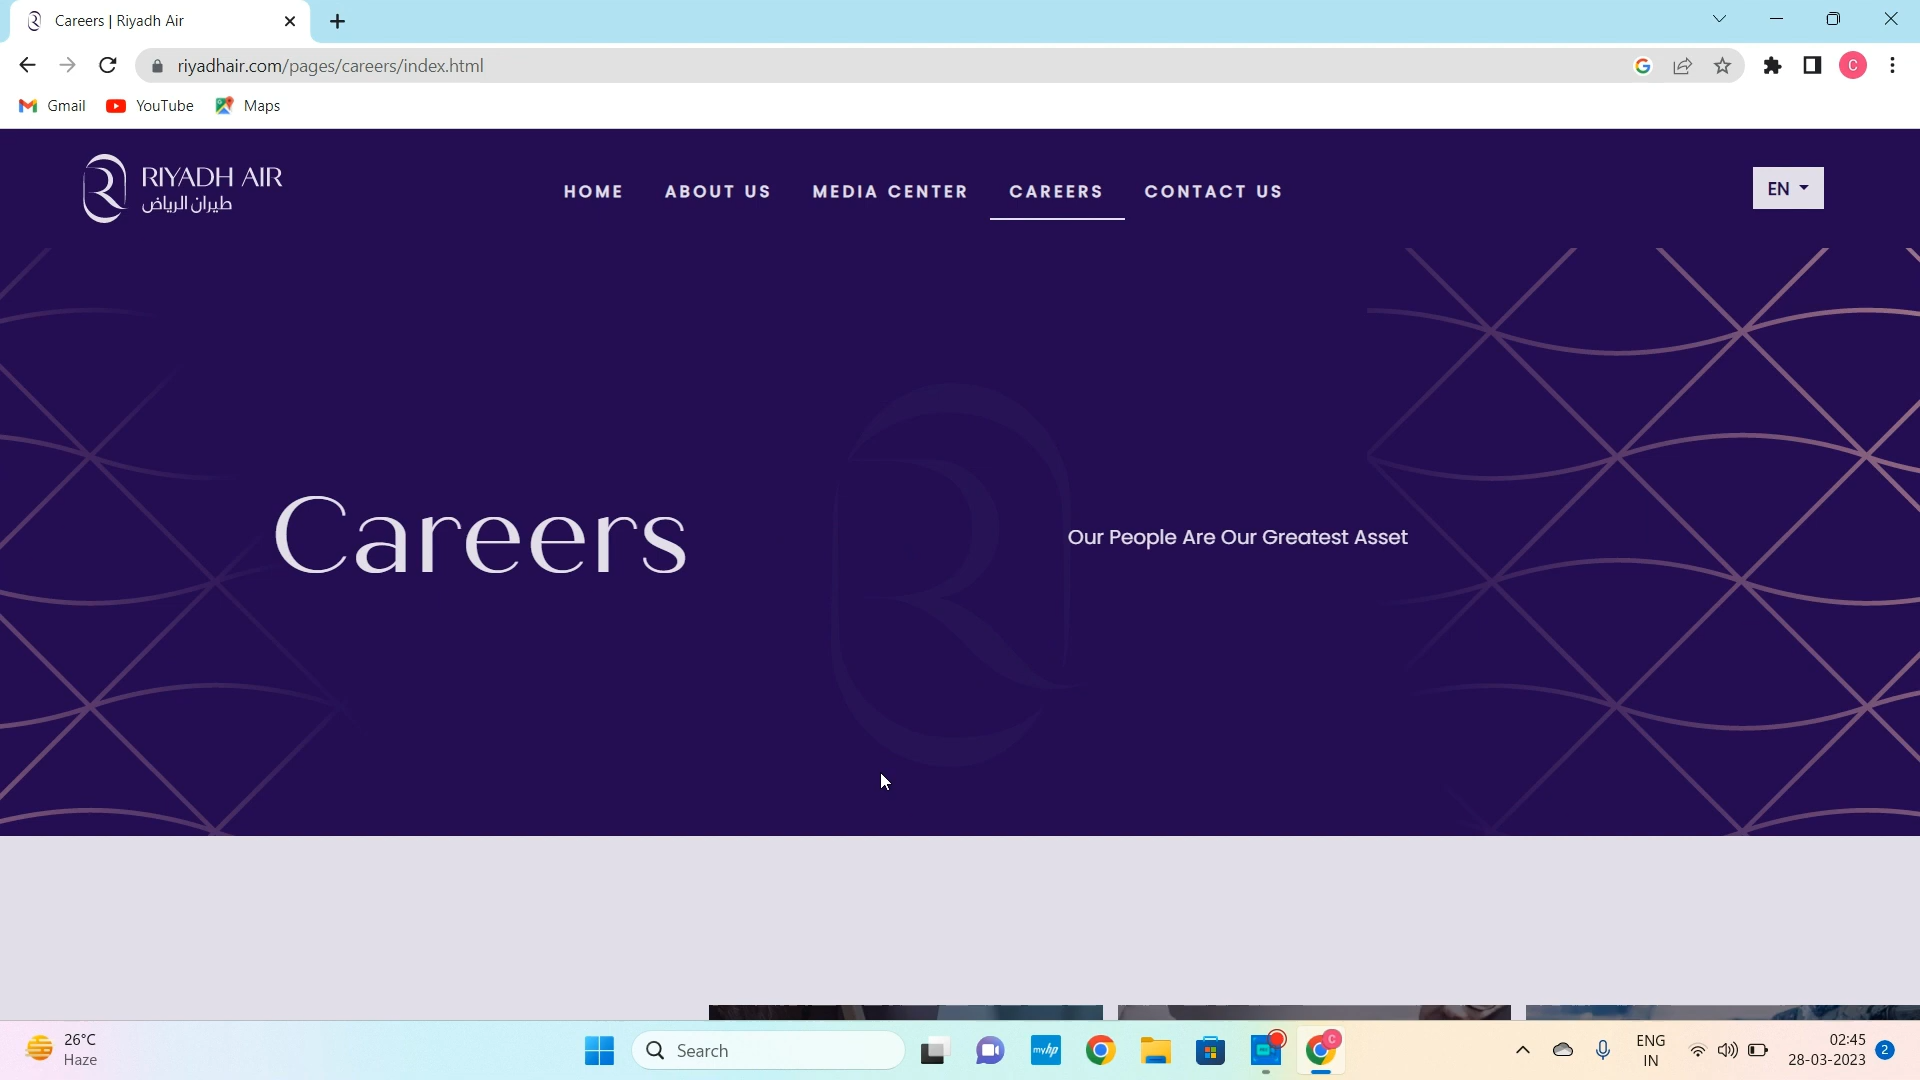 Careers | Riyadh Air
riyadhair.com/pages/careers/index.html
C
Gmail
YouTube
Maps
RIYADH AIR
طيران الرياض
HOME
ABOUT US
MEDIA CENTER
CAREERS
CONTACT US
EN
Careers
Our People Are Our Greatest Asset
26°C
Haze
Search
myhp
C
ENG
IN
02:45
28-03-2023
2